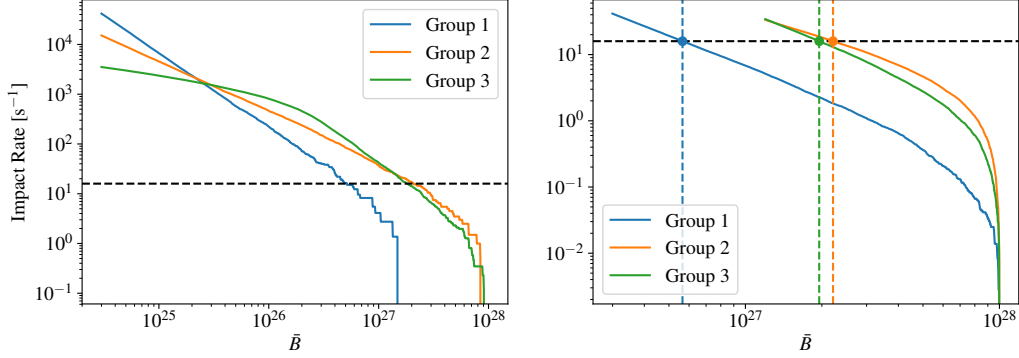 Impact Rate [s⁻¹]
10⁴
10³
10²
10¹
10⁰
10⁻¹
10²⁵
10²⁶
10²⁷
10²⁸
B̄
Group 1
Group 2
Group 3
10¹
10⁰
10⁻¹
10⁻²
10²⁷
10²⁸
B̄
Group 1
Group 2
Group 3